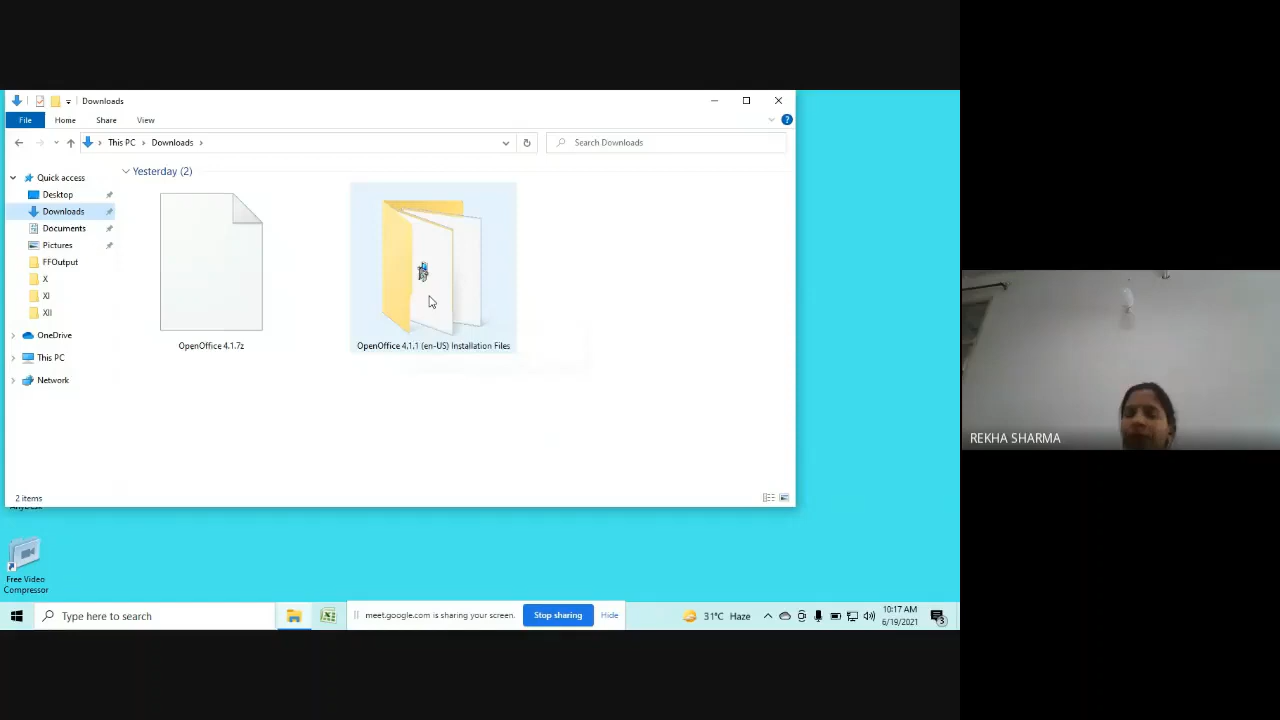 Downloads
File
Home
Share
View
This PC
Downloads
Search Downloads
Quick access
Desktop
Downloads
Documents
Pictures
FFOutput
X
XI
XII
OneDrive
This PC
Network
Yesterday (2)
OpenOffice 4.1.7z
OpenOffice 4.1.1 (en-US) Installation Files
2 items
Free Video
Compressor
REKHA SHARMA
Type here to search
meet.google.com is sharing your screen.
Stop sharing
Hide
31°C Haze
10:17 AM
6/19/2021
3